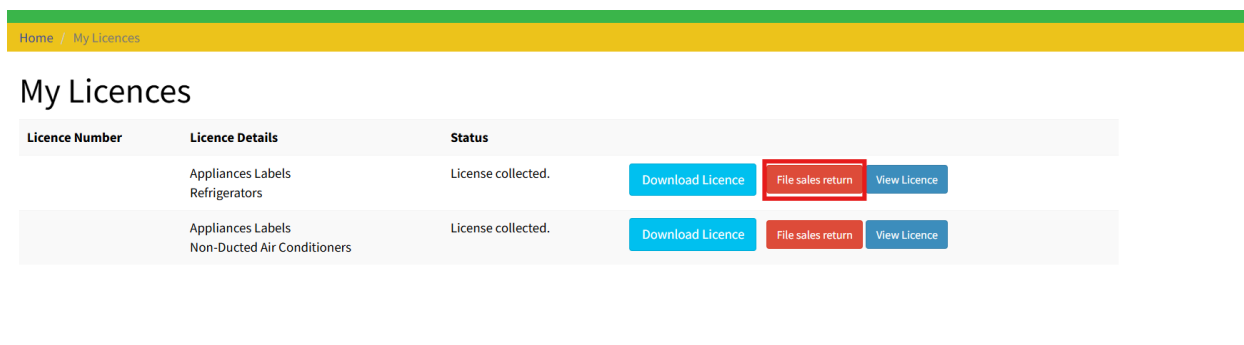 Home / My Licences
My Licences
Licence Number Licence Details Status
Appliances Labels License collected. Download Licence File sales return View Licence
Refrigerators
Appliances Labels License collected. Download Licence File sales return View Licence
Non-Ducted Air Conditioners